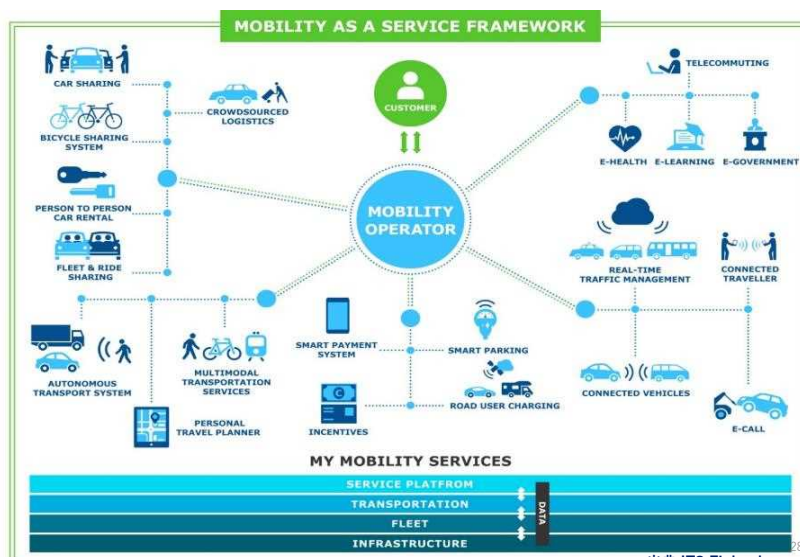 MOBILITY AS A SERVICE FRAMEWORK
CUSTOMER
MOBILITY
OPERATOR
CAR SHARING
CROWDSOURCED
LOGISTICS
BICYCLE SHARING
SYSTEM
PERSON TO PERSON
CAR RENTAL
FLEET & RIDE
SHARING
TELECOMMUTING
E-HEALTH
E-LEARNING
E-GOVERNMENT
REAL-TIME
TRAFFIC MANAGEMENT
CONNECTED
TRAVELLER
CONNECTED VEHICLES
E-CALL
AUTONOMOUS
TRANSPORT SYSTEM
MULTIMODAL
TRANSPORTATION
SERVICES
PERSONAL
TRAVEL PLANNER
SMART PAYMENT
SYSTEM
SMART PARKING
INCENTIVES
ROAD USER CHARGING
MY MOBILITY SERVICES
SERVICE PLATFROM
TRANSPORTATION
FLEET
INFRASTRUCTURE
DATA